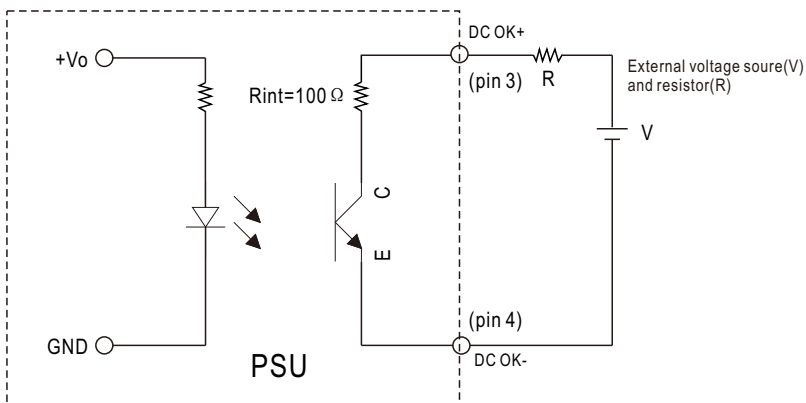 +Vo
GND
Rint=100 Ω
C
E
PSU
DC OK+
(pin 3)
R
(pin 4)
DC OK-
External voltage soure(V)
and resistor(R)
V